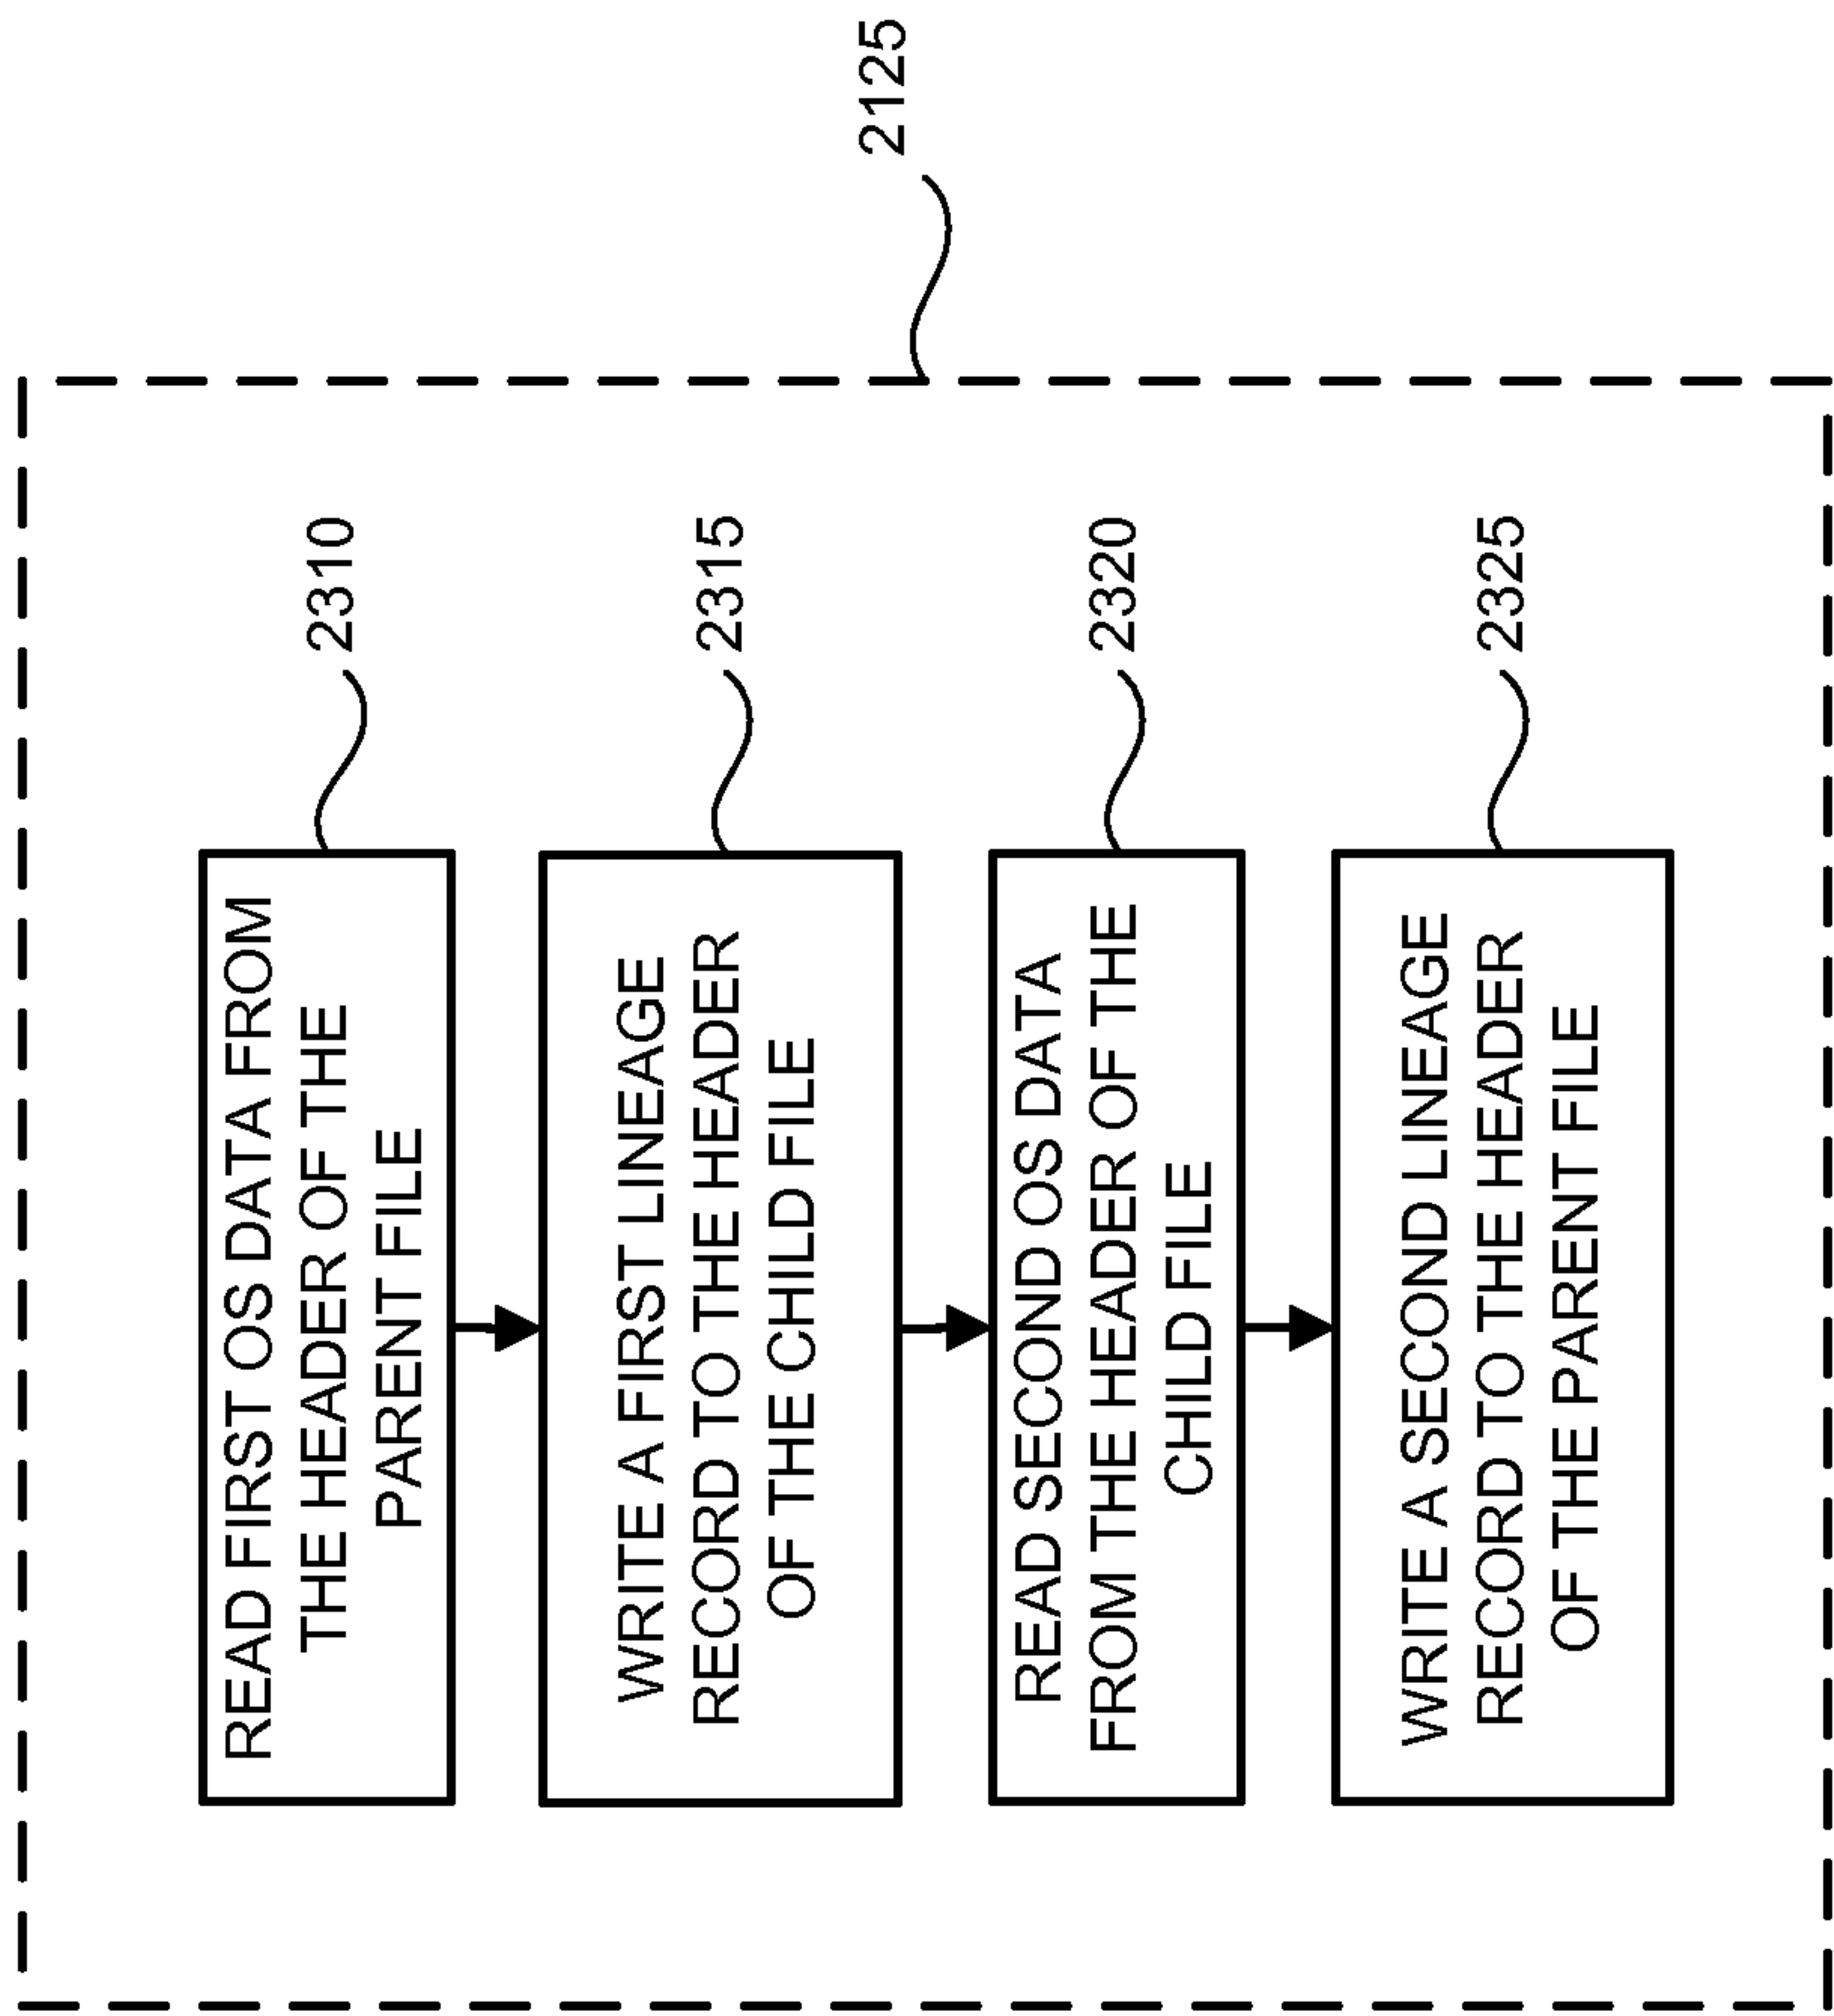 2125
2310
READ FIRST OS DATA FROM
THE HEADER OF THE
PARENT FILE
2315
WRITE A FIRST LINEAGE
RECORD TO THE HEADER
OF THE CHILD FILE
2320
READ SECOND OS DATA
FROM THE HEADER OF THE
CHILD FILE
2325
WRITE A SECOND LINEAGE
RECORD TO THE HEADER
OF THE PARENT FILE